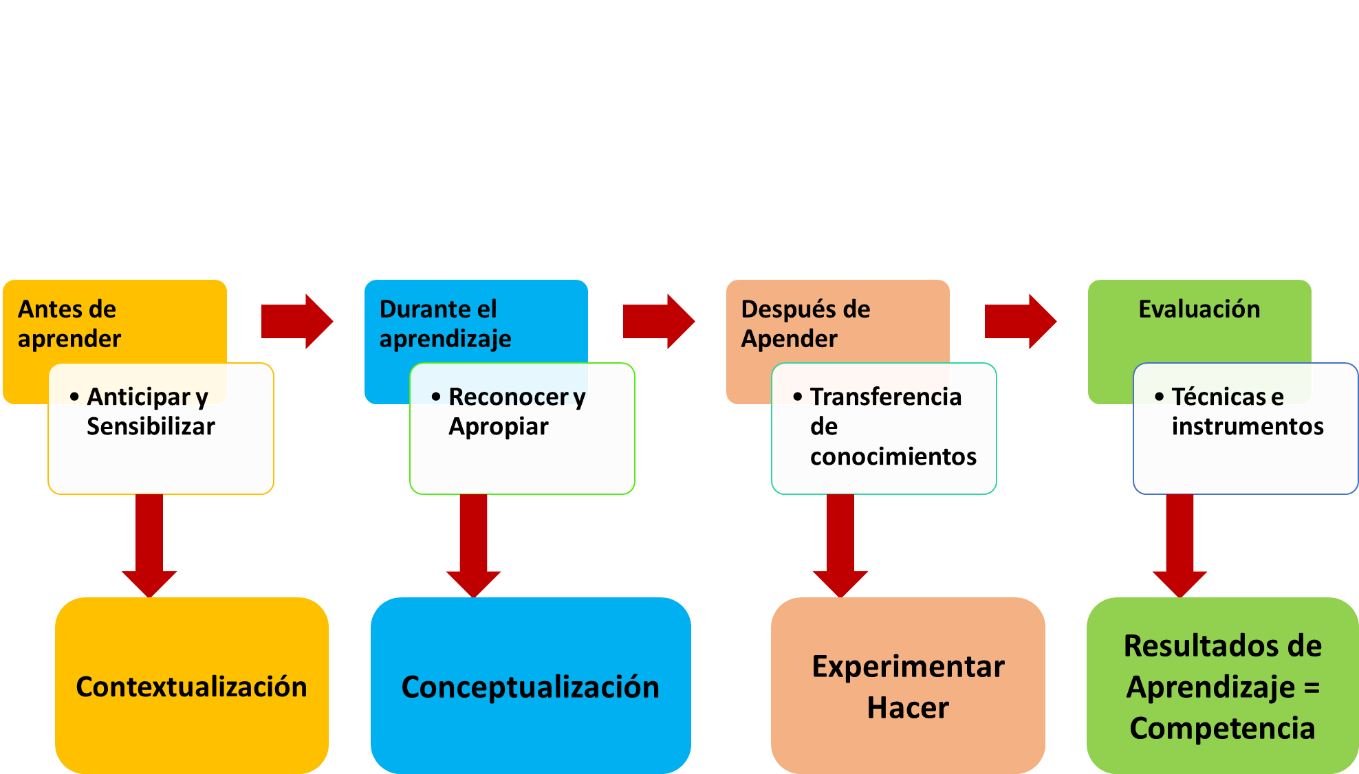 Antes de
aprender
• Anticipar y
Sensibilizar
Durante el
aprendizaje
• Reconocer y
Apropiar
Después de
Apender
• Transferencia
de
conocimientos
Evaluación
• Técnicas e
instrumentos
Contextualización
Conceptualización
Experimentar
Hacer
Resultados de
Aprendizaje =
Competencia